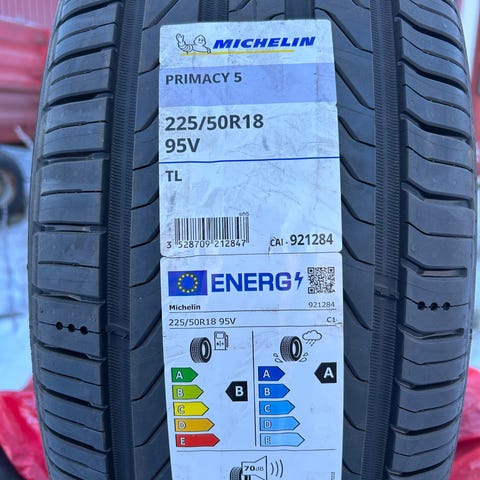 MICHELIN
PRIMACY 5
225/50R18
95V
TL
SNG
3 528709 212847
CAI - 921284
ENERG
Michelin
921284
225/50R18 95V
C1
A
B
C
D
E
B
A
B
C
D
E
A
70dB